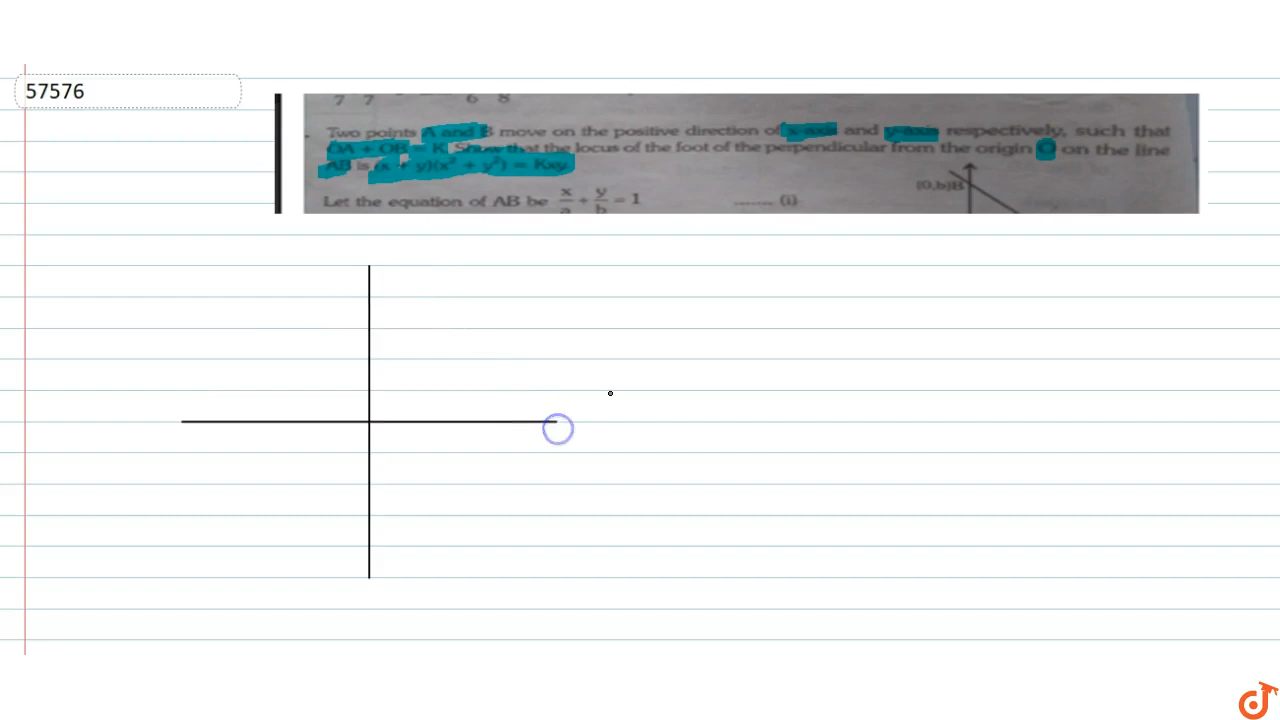 57576
7 7 6 8
Two points A and B move on the positive direction of x-axis and y-axis respectively, such that
OA + OB = K. Show that the locus of the foot of the perpendicular from the origin O on the line
AB is (x + y)(x² + y²) = Kxy
(0,b)B
Let the equation of AB be x/a + y/b = 1 ........ (i)